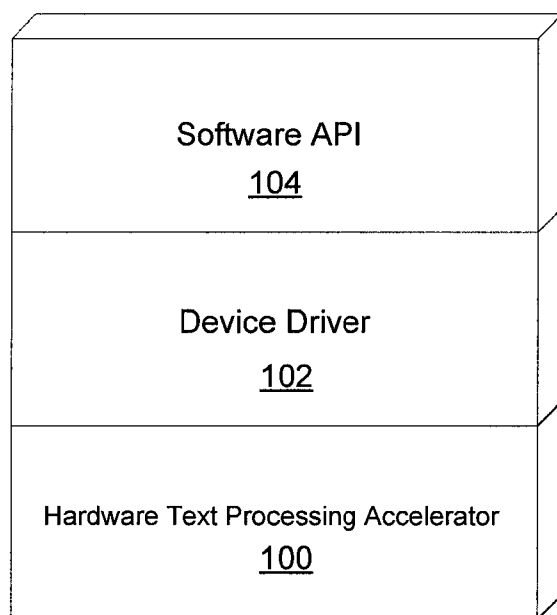 Software API
104
Device Driver
102
Hardware Text Processing Accelerator
100